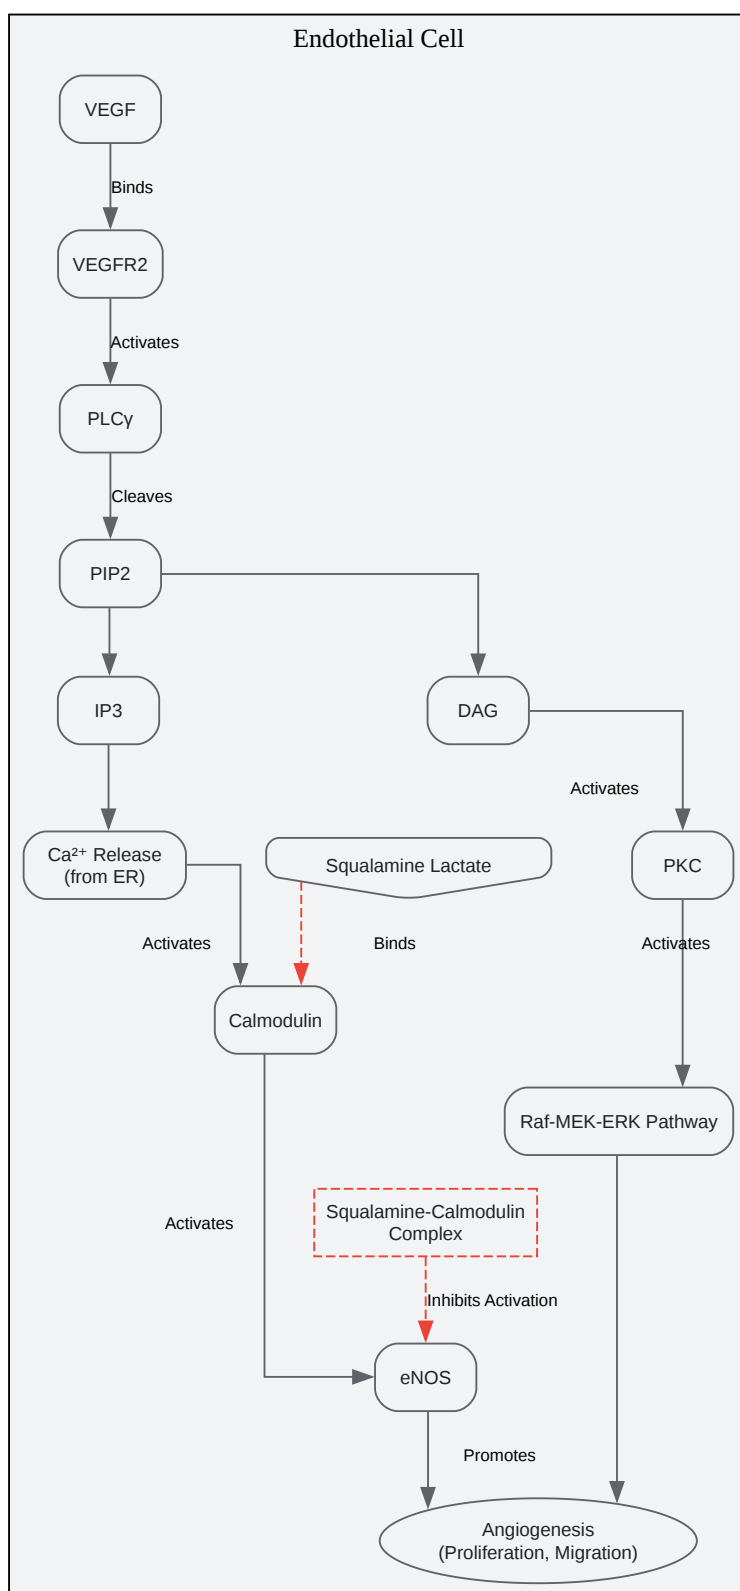 Endothelial Cell
VEGF
Binds
VEGFR2
Activates
PLCγ
Cleaves
PIP2
IP3
DAG
Activates
Ca²⁺ Release
(from ER)
Squalamine Lactate
PKC
Activates
Binds
Activates
Calmodulin
Raf-MEK-ERK Pathway
Activates
Squalamine-Calmodulin
Complex
Inhibits Activation
eNOS
Promotes
Angiogenesis
(Proliferation, Migration)